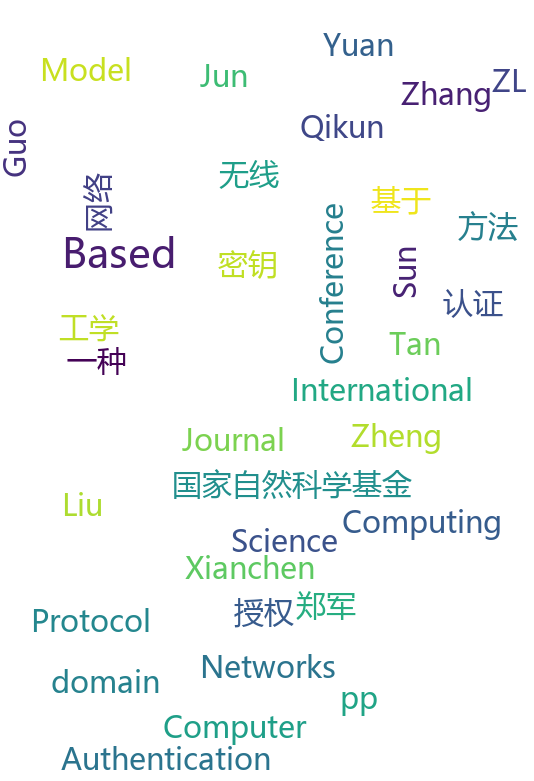 Yuan
Model
Jun
ZL
Zhang
Qikun
Guo
无线
网络
基于
方法
Based
密钥
Conference
Sun
认证
工学
一种
Tan
International
Journal
Zheng
国家自然科学基金
Liu
Computing
Science
Xianchen
授权
郑军
Protocol
Networks
domain
pp
Computer
Authentication